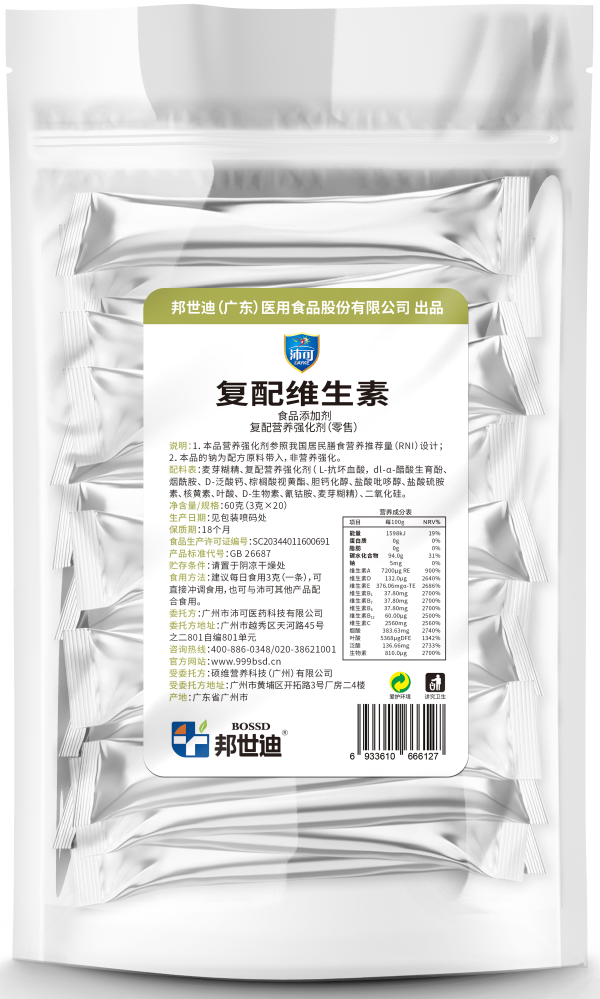 邦世迪（广东）医用食品股份有限公司 出品
沛可
复配维生素
食品添加剂
复配营养强化剂（零售）
说明：1. 本品营养强化剂参照我国居民膳食营养推荐量（RNI）设计；
2. 本品的钠为配方原料带入，非营养强化。
配料表：麦芽糊精、复配营养强化剂（L-抗坏血酸，dl-α-醋酸生育酚、
烟酰胺、D-泛酸钙、棕榈酸视黄酯、胆钙化醇、盐酸吡哆醇、盐酸硫胺
素、核黄素、叶酸、D-生物素、氰钴胺、麦芽糊精）、二氧化硅。
净含量/规格：60克（3克×20）
生产日期：见包装喷码处
保质期：18个月
食品生产许可证编号：SC20344011600691
产品标准代号：GB 26687
贮存条件：请置于阴凉干燥处
食用方法：建议每日食用3克（一条），可
直接冲调食用，也可与沛可其他产品配
合食用。
委托方：广州市沛可医药科技有限公司
委托方地址：广州市越秀区天河路45号
之二801自编801单元
咨询热线：400-886-0348/020-38621001
官方网站：www.999bsd.cn
受委托方：硕维营养科技（广州）有限公司
受委托方地址：广州市黄埔区开拓路3号厂房二4楼
产地：广东省广州市
营养成分表
项目 每100g NRV%
能量 1598kJ 19%
蛋白质 0g 0%
脂肪 0g 0%
碳水化合物 94.0g 31%
钠 5mg 0%
维生素A 7200μg RE 900%
维生素D 132.0μg 2640%
维生素E 376.06mgα-TE 2686%
维生素B₁ 37.80mg 2700%
维生素B₂ 37.80mg 2700%
维生素B₆ 37.80mg 2700%
维生素B₁₂ 60.00μg 2500%
维生素C 2560mg 2560%
烟酸 383.63mg 2740%
叶酸 5368μgDFE 1342%
泛酸 136.66mg 2733%
生物素 810.0μg 2700%
爱护环境 讲究卫生
BOSSD
邦世迪®
6 933610 666127